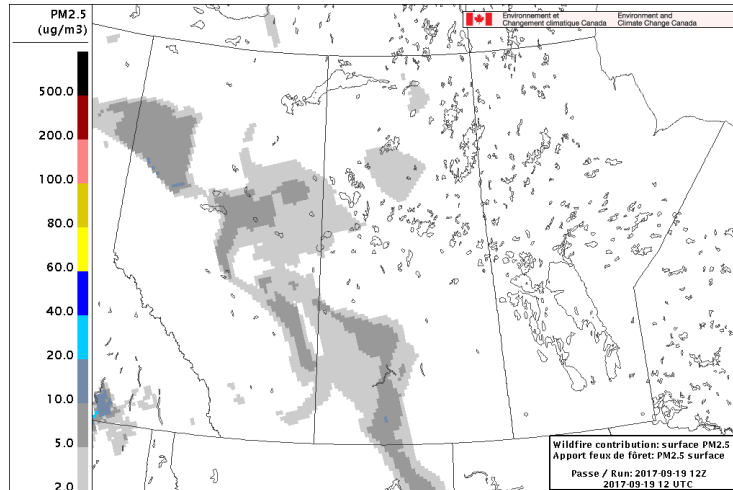 PM2.5
(ug/m3)
Environnement et
Changement climatique Canada
Environment and
Climate Change Canada
500.0
200.0
100.0
80.0
60.0
40.0
20.0
10.0
5.0
2.0
Wildfire contribution: surface PM2.5
Apport feux de fôret: PM2.5 surface
Passe / Run: 2017-09-19 12Z
2017-09-19 12 UTC